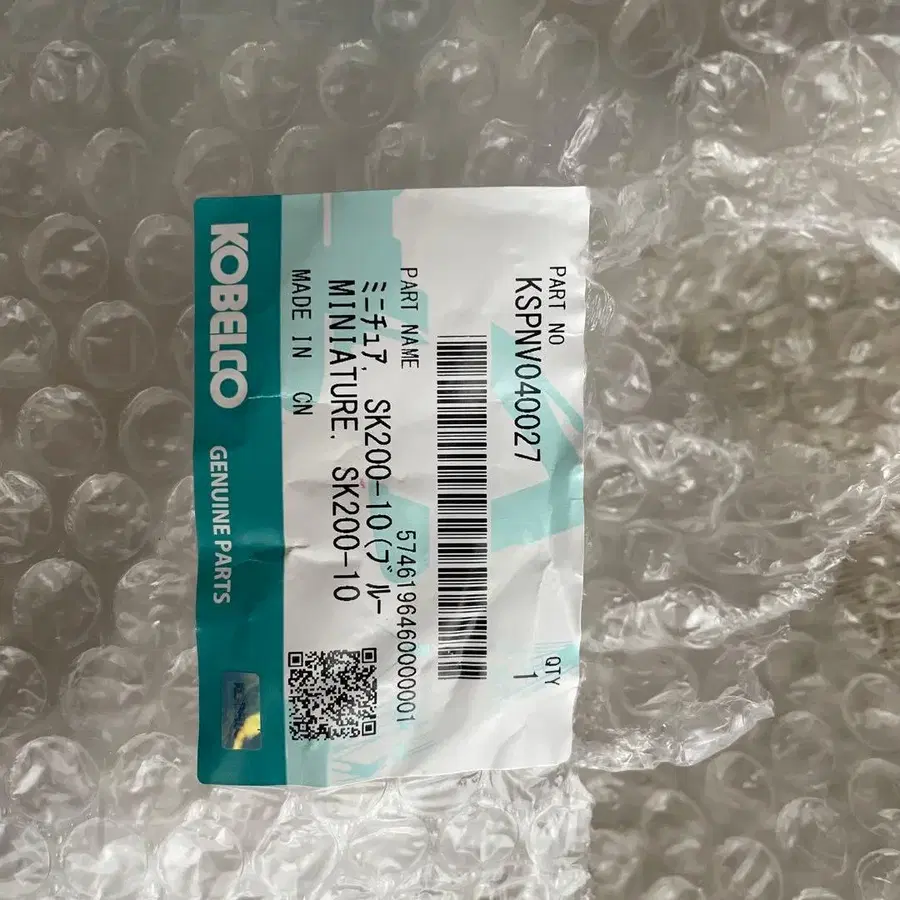 PART NO
KSPNV040027
QTY
1
5746196460000001
PART NAME
ミニチュア, SK200-10(ブルー
MINIATURE, SK200-10
MADE IN CN
KOBELCO GENUINE PARTS